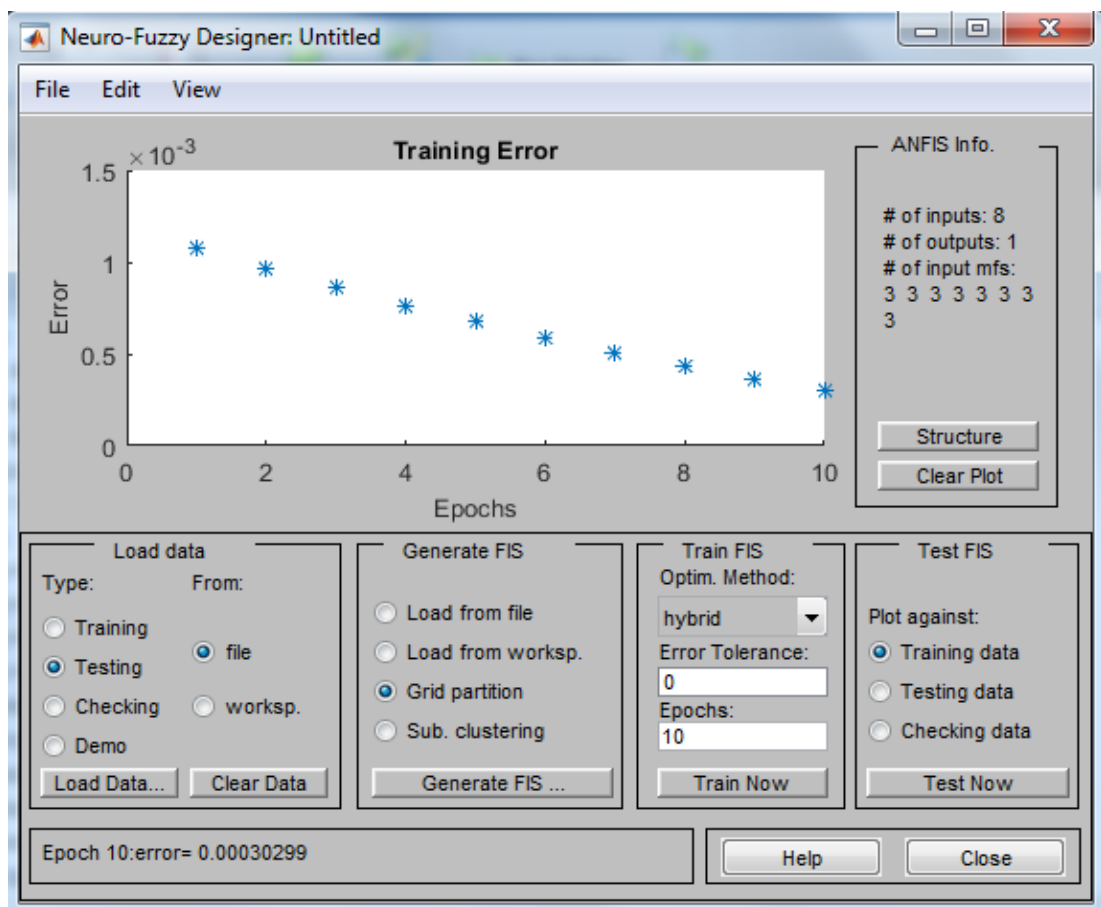 Neuro-Fuzzy Designer: Untitled
File Edit View
×10-3
Training Error
1.5
1
0.5
0
Error
0 2 4 6 8 10
Epochs
ANFIS Info.
# of inputs: 8
# of outputs: 1
# of input mfs:
3 3 3 3 3 3 3
3
Structure
Clear Plot
Load data
Type: From:
Training
Testing
Checking
Demo
file
worksp.
Load Data... Clear Data
Generate FIS
Load from file
Load from worksp.
Grid partition
Sub. clustering
Generate FIS ...
Train FIS
Optim. Method:
hybrid
Error Tolerance:
0
Epochs:
10
Train Now
Test FIS
Plot against:
Training data
Testing data
Checking data
Test Now
Epoch 10:error= 0.00030299
Help Close